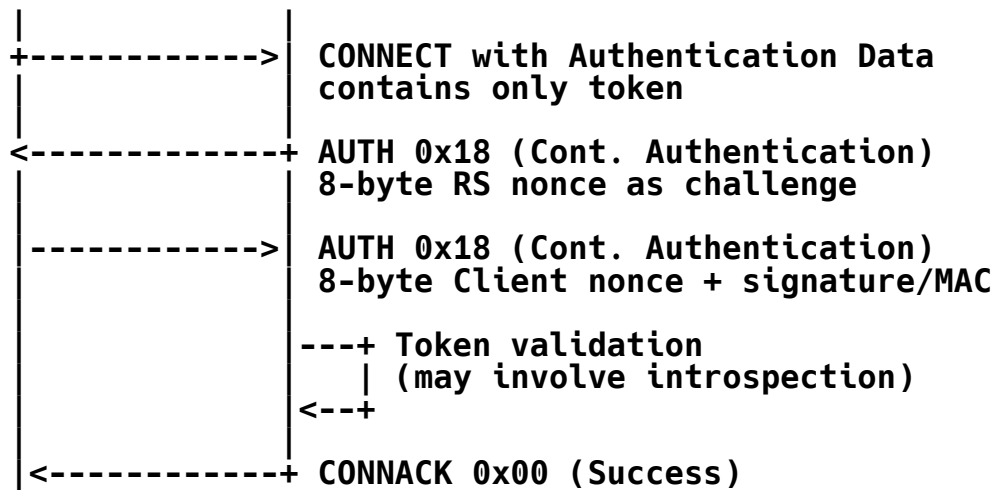 CONNECT with Authentication Data
contains only token
AUTH 0x18 (Cont. Authentication)
8-byte RS nonce as challenge
AUTH 0x18 (Cont. Authentication)
8-byte Client nonce + signature/MAC
Token validation
(may involve introspection)
CONNACK 0x00 (Success)